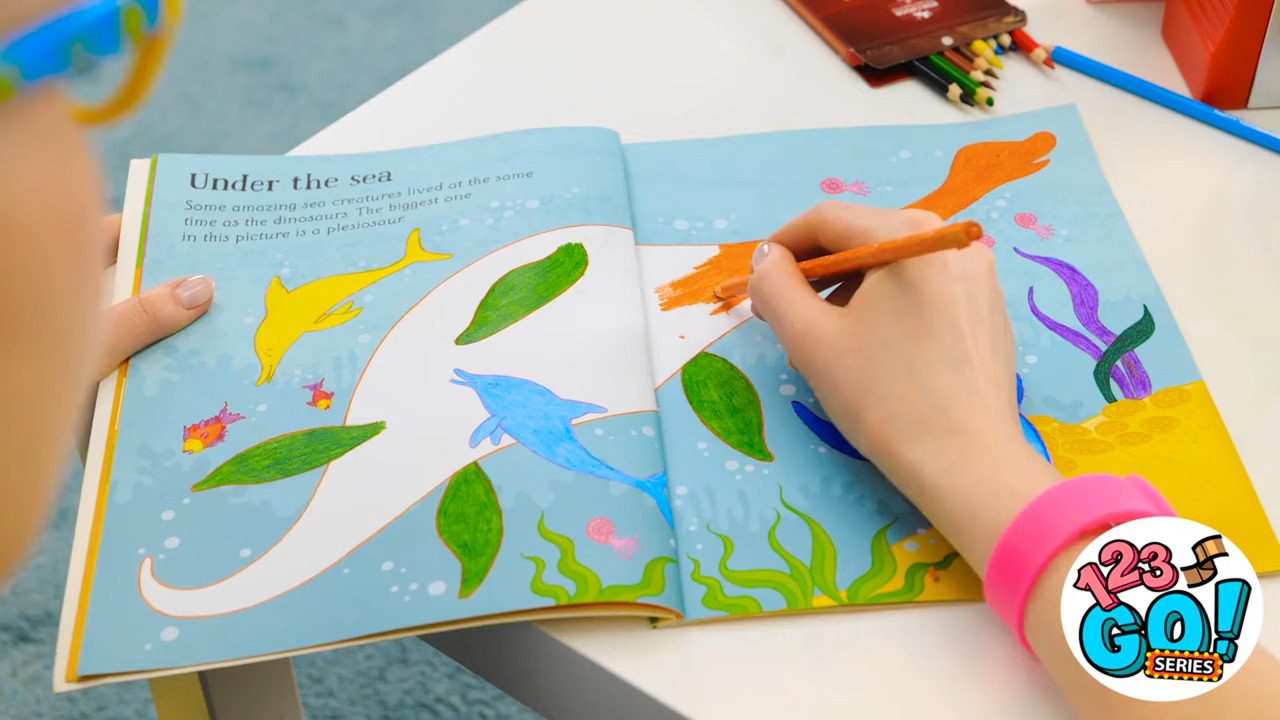 Under the sea
Some amazing sea creatures lived at the same
time as the dinosaurs. The biggest one
in this picture is a plesiosaur.
123
GO!
SERIES